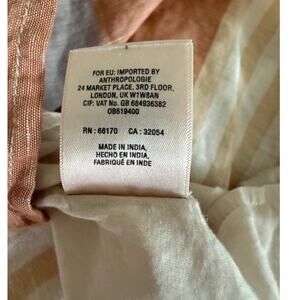 FOR EU: IMPORTED BY
ANTHROPOLOGIE
24 MARKET PLACE, 3RD FLOOR,
LONDON, UK W1W8AN
CIF: VAT No. GB 684936382
0B619400
RN : 66170 CA : 32054
MADE IN INDIA,
HECHO EN INDIA,
FABRIQUÉ EN INDE